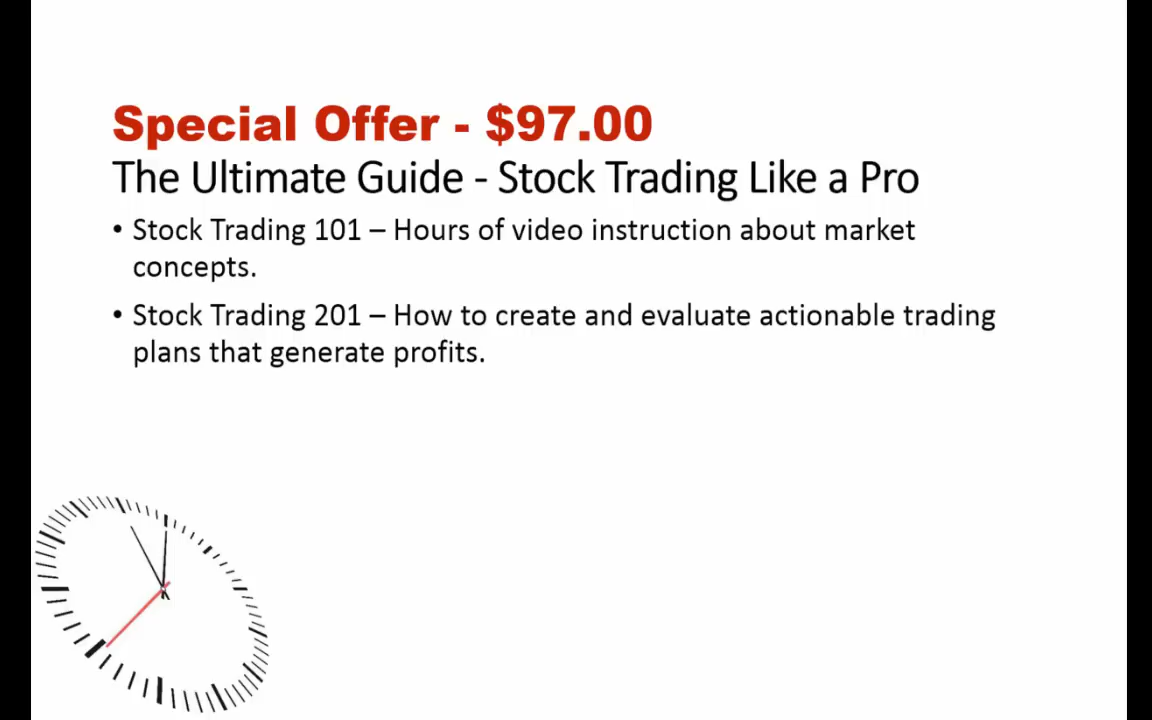 Special Offer - $97.00
The Ultimate Guide - Stock Trading Like a Pro
• Stock Trading 101 – Hours of video instruction about market
concepts.
• Stock Trading 201 – How to create and evaluate actionable trading
plans that generate profits.